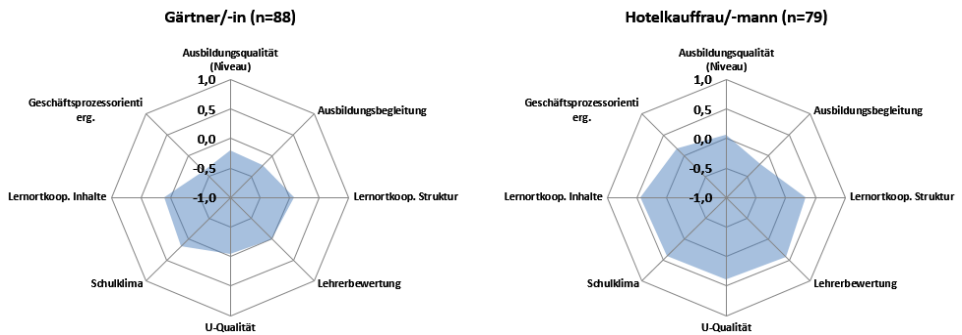 Gärtner/-in (n=88)
Ausbildungsqualität
(Niveau)
1,0
0,5
0,0
-0,5
-1,0
Ausbildungsbegleitung
Lernortkoop. Struktur
Lehrerbewertung
U-Qualität
Schulklima
Lernortkoop. Inhalte
Geschäftsprozessorienti
erg.
Hotelkauffrau/-mann (n=79)
Ausbildungsqualität
(Niveau)
1,0
0,5
0,0
-0,5
-1,0
Ausbildungsbegleitung
Lernortkoop. Struktur
Lehrerbewertung
U-Qualität
Schulklima
Lernortkoop. Inhalte
Geschäftsprozessorienti
erg.